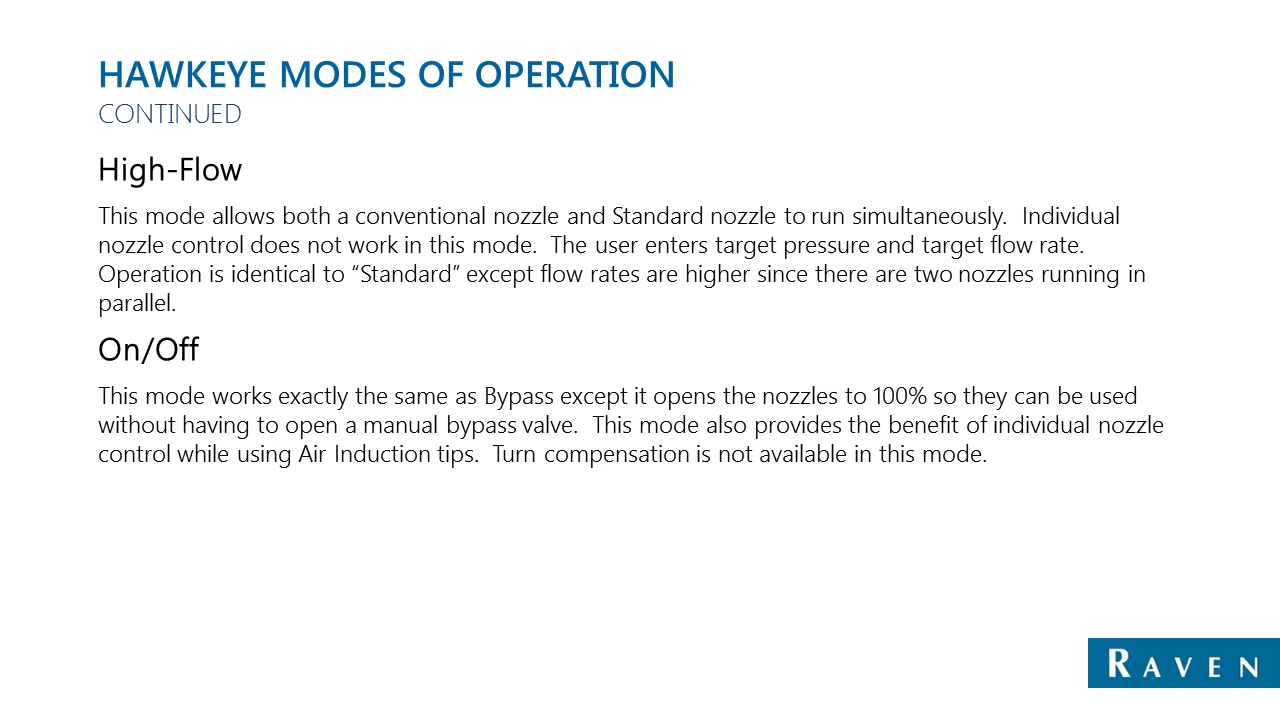 HAWKEYE MODES OF OPERATION
CONTINUED
High-Flow
This mode allows both a conventional nozzle and Standard nozzle to run simultaneously.  Individual
nozzle control does not work in this mode.  The user enters target pressure and target flow rate.
Operation is identical to “Standard” except flow rates are higher since there are two nozzles running in
parallel.
On/Off
This mode works exactly the same as Bypass except it opens the nozzles to 100% so they can be used
without having to open a manual bypass valve.  This mode also provides the benefit of individual nozzle
control while using Air Induction tips.  Turn compensation is not available in this mode.
RAVEN